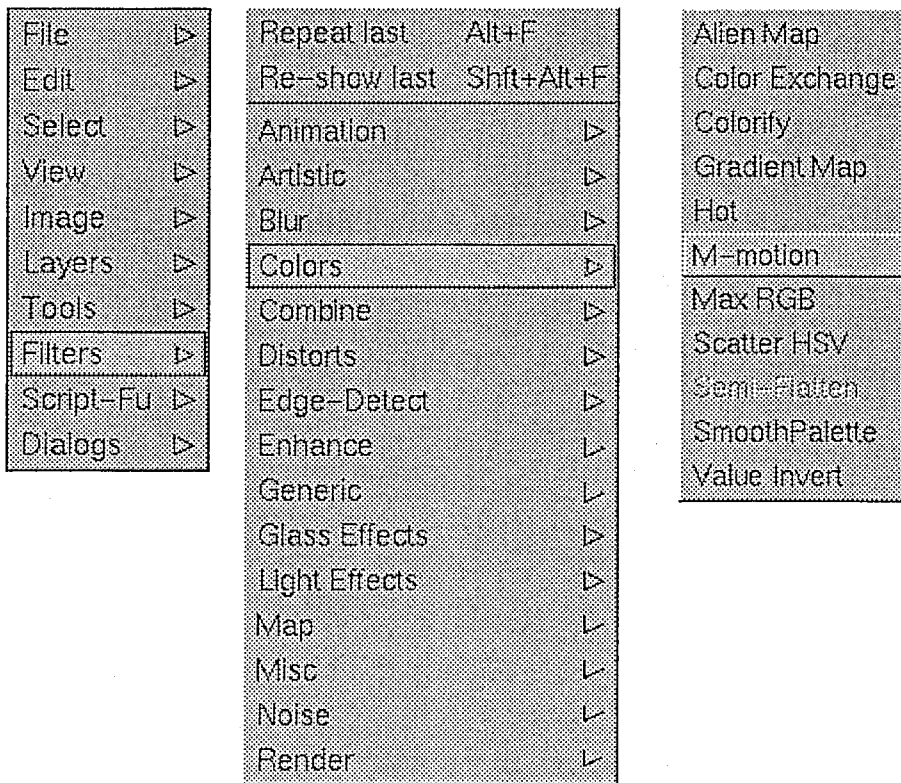 File
Edit
Select
View
Image
Layers
Tools
Filters
Script-Fu
Dialogs
Repeat last Alt+F
Re-show last Shft+Alt+F
Animation
Artistic
Blur
Colors
Combine
Distorts
Edge-Detect
Enhance
Generic
Glass Effects
Light Effects
Map
Misc
Noise
Render
Alien Map
Color Exchange
Colorify
Gradient Map
Hot
M-motion
Max RGB
Scatter HSV
Semi-Flatten
SmoothPalette
Value Invert